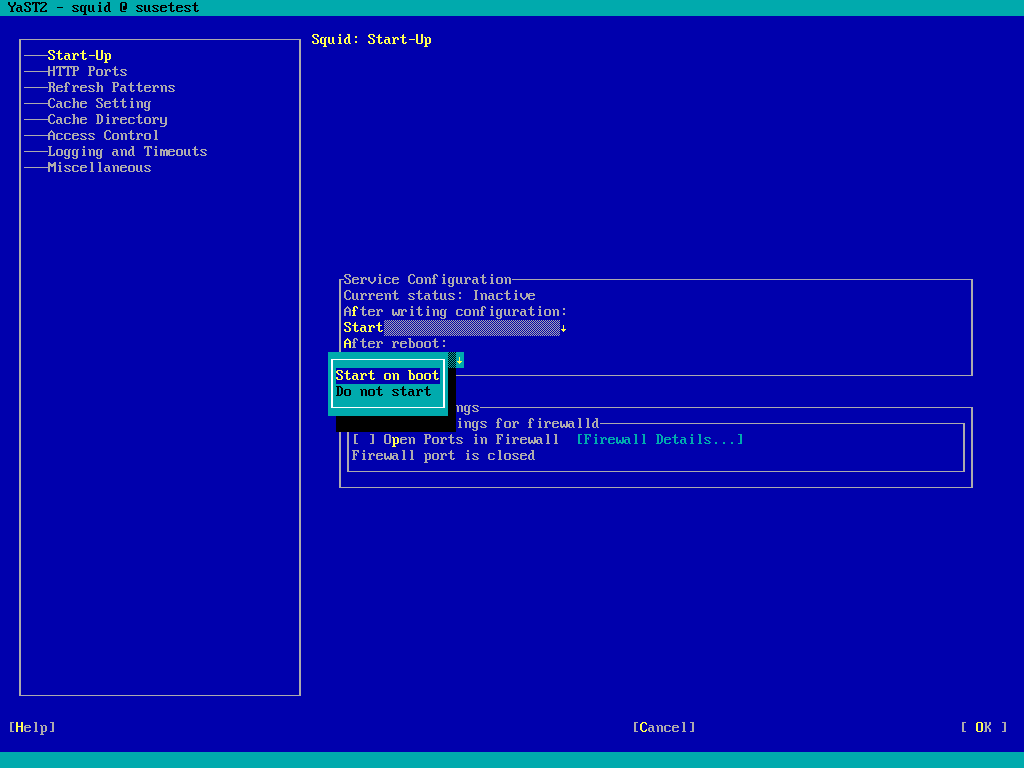 YaST2 - squid @ susetest
Squid: Start-Up
Start-Up
HTTP Ports
Refresh Patterns
Cache Setting
Cache Directory
Access Control
Logging and Timeouts
Miscellaneous
Service Configuration
Current status: Inactive
After writing configuration:
Start ↓
After reboot:
↓
Start on boot
Do not start
ngs
ings for firewalld
[ ] Open Ports in Firewall [Firewall Details...]
Firewall port is closed
[Help] [Cancel] [ OK ]